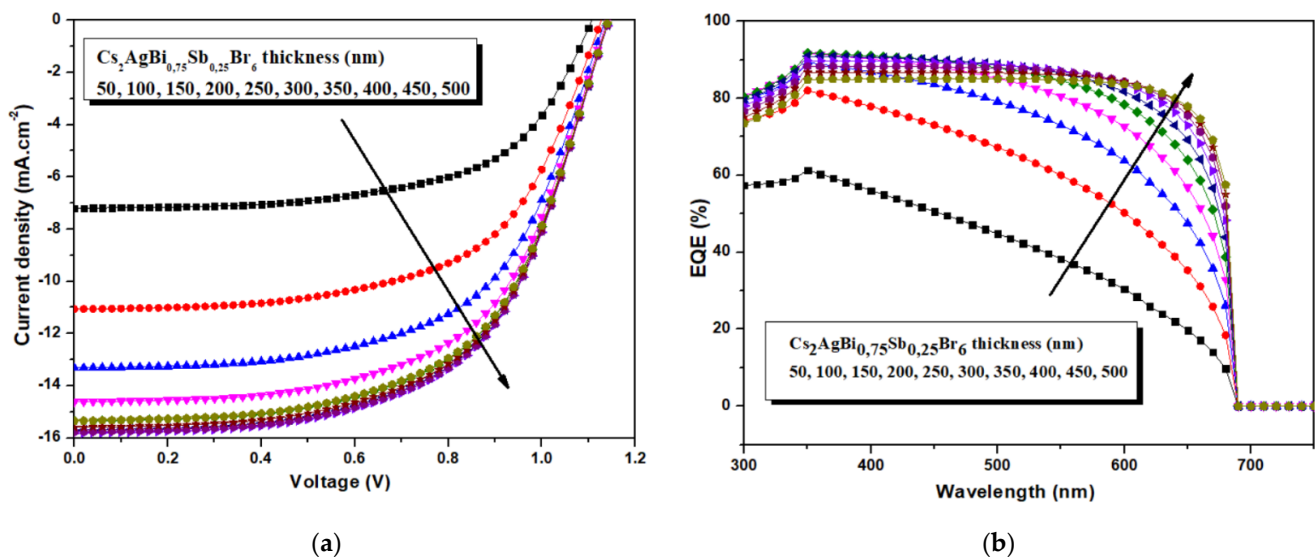 Cs2AgBi0,75Sb0,25Br6 thickness (nm)
50, 100, 150, 200, 250, 300, 350, 400, 450, 500
Current density (mA.cm-2)
0
-2
-4
-6
-8
-10
-12
-14
-16
0.0 0.2 0.4 0.6 0.8 1.0 1.2
Voltage (V)
(a)
EQE (%)
100
80
60
40
20
0
Cs2AgBi0,75Sb0,25Br6 thickness (nm)
50, 100, 150, 200, 250, 300, 350, 400, 450, 500
300 400 500 600 700
Wavelength (nm)
(b)